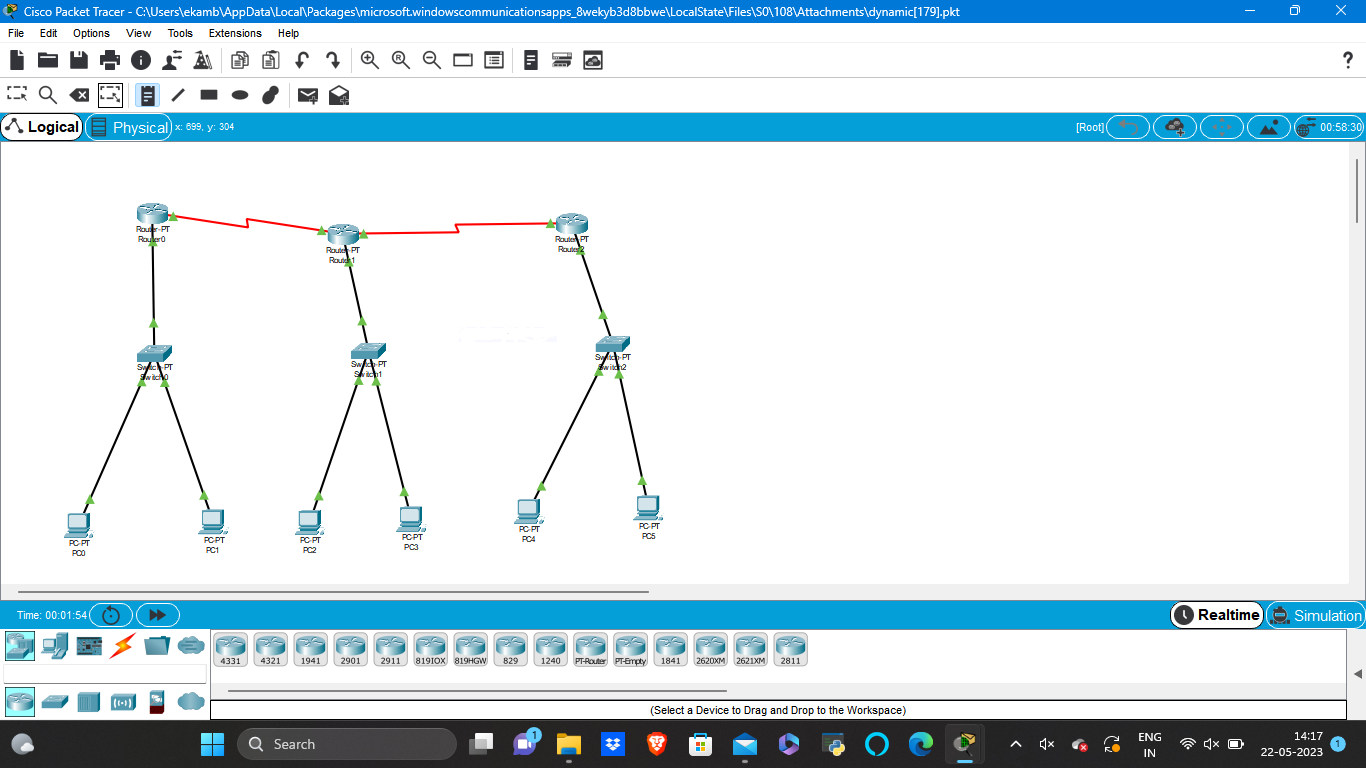 Cisco Packet Tracer - C:\Users\ekamb\AppData\Local\Packages\microsoft.windowscommunicationsapps_8wekyb3d8bbwe\LocalState\Files\S0\108\Attachments\dynamic[179].pkt
File Edit Options View Tools Extensions Help
Logical Physical x: 699, y: 304 [Root] 00:58:30
Router-PT
Router0
Router-PT
Router1
Router-PT
Router2
Switch-PT
Switch0
Switch-PT
Switch1
Switch-PT
Switch2
PC-PT
PC0
PC-PT
PC1
PC-PT
PC2
PC-PT
PC3
PC-PT
PC4
PC-PT
PC5
Time: 00:01:54 Realtime Simulation
4331 4321 1941 2901 2911 819IOX 819HGW 829 1240 PT-Router PT-Empty 1841 2620XM 2621XM 2811
(Select a Device to Drag and Drop to the Workspace)
Search 1 ENG 14:17
IN 22-05-2023 1